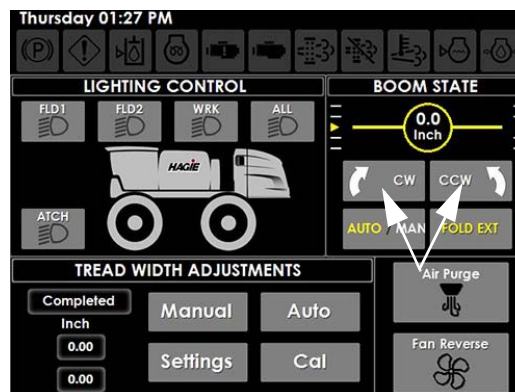 Thursday 01:27 PM
LIGHTING CONTROL
FLD1 FLD2 WRK ALL
HAGIE
ATCH
BOOM STATE
0.0
Inch
CW CCW
AUTO / MAN FOLD EXT
TREAD WIDTH ADJUSTMENTS
Completed
Inch
0.00
0.00
Manual Auto
Settings Cal
Air Purge
Fan Reverse